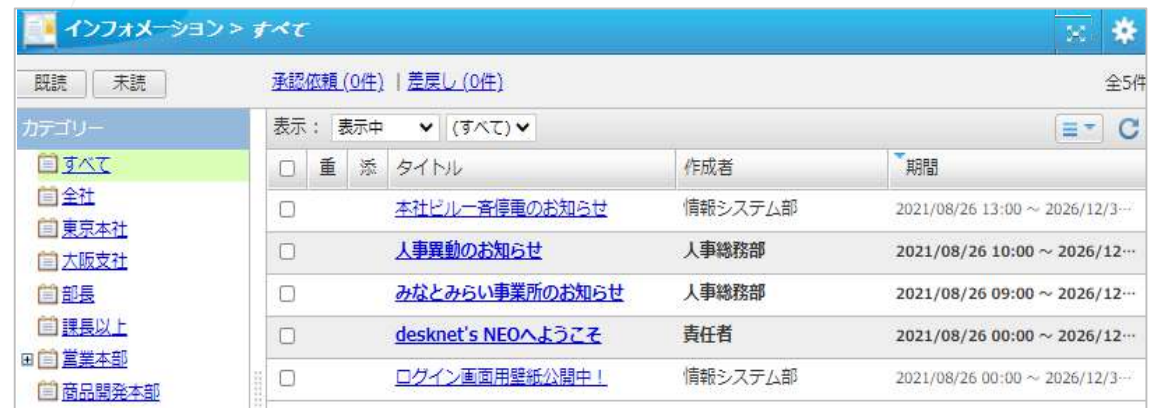 インフォメーション > すべて
既読 未読 承認依頼 (0件) | 差戻し (0件) 全5件
カテゴリー
すべて
全社
東京本社
大阪支社
部長
課長以上
営業本部
商品開発本部
表示： 表示中 (すべて)
重 添 タイトル 作成者 期間
本社ビル一斉停電のお知らせ 情報システム部 2021/08/26 13:00 ～ 2026/12/3…
人事異動のお知らせ 人事総務部 2021/08/26 10:00 ～ 2026/12…
みなとみらい事業所のお知らせ 人事総務部 2021/08/26 09:00 ～ 2026/12…
desknet's NEOへようこそ 責任者 2021/08/26 00:00 ～ 2026/12…
ログイン画面用壁紙公開中！ 情報システム部 2021/08/26 00:00 ～ 2026/12/3…